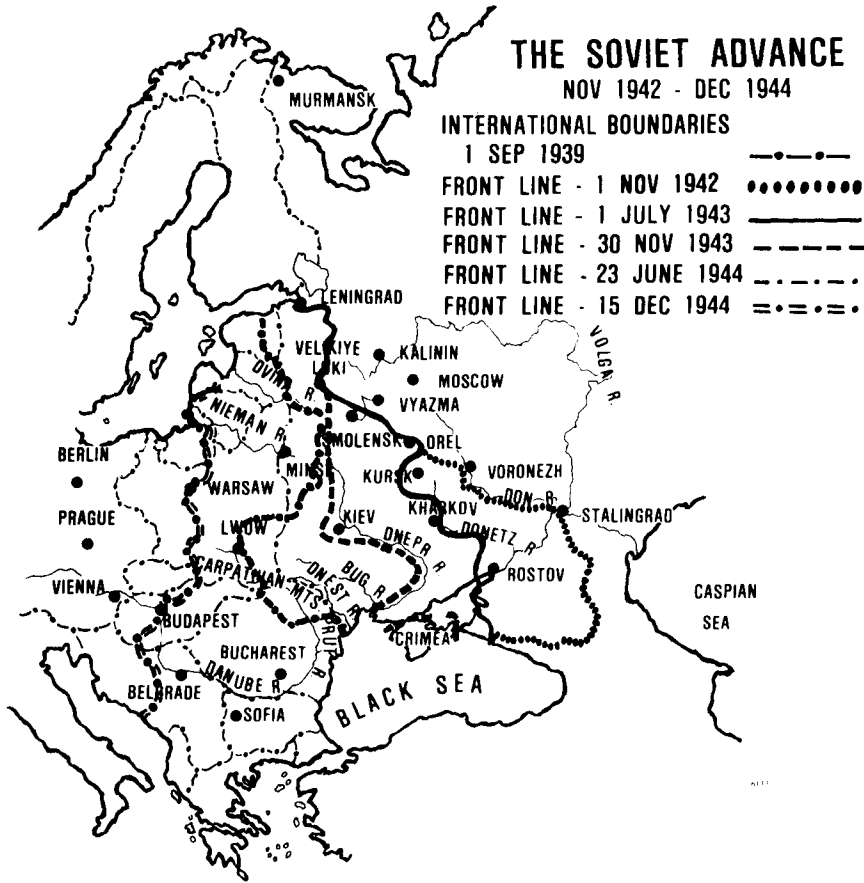 THE SOVIET ADVANCE
NOV 1942 - DEC 1944
INTERNATIONAL BOUNDARIES
1 SEP 1939
FRONT LINE - 1 NOV 1942
FRONT LINE - 1 JULY 1943
FRONT LINE - 30 NOV 1943
FRONT LINE - 23 JUNE 1944
FRONT LINE - 15 DEC 1944
MURMANSK
LENINGRAD
VELKIYE
LUKI
KALININ
VOLGA R.
DVINA R.
MOSCOW
VYAZMA
NIEMAN R.
SMOLENSK
OREL
BERLIN
MINSK
KURSK
VORONEZH
WARSAW
DON R.
PRAGUE
LWOW
KIEV
KHARKOV
STALINGRAD
DNEPR R.
DONETZ R.
CARPATHIAN MTS
DNEST R.
BUG R.
ROSTOV
VIENNA
CASPIAN
SEA
BUDAPEST
PRUT R.
CRIMEA
BUCHAREST
BELGRADE
DANUBE R.
BLACK SEA
SOFIA